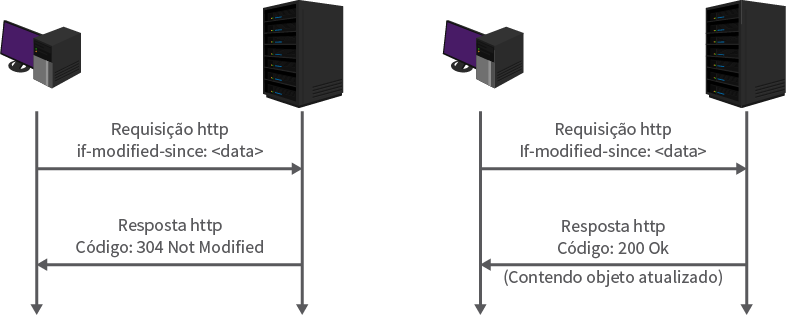 Requisição http
if-modified-since: <data>
Resposta http
Código: 304 Not Modified
Requisição http
If-modified-since: <data>
Resposta http
Código: 200 Ok
(Contendo objeto atualizado)